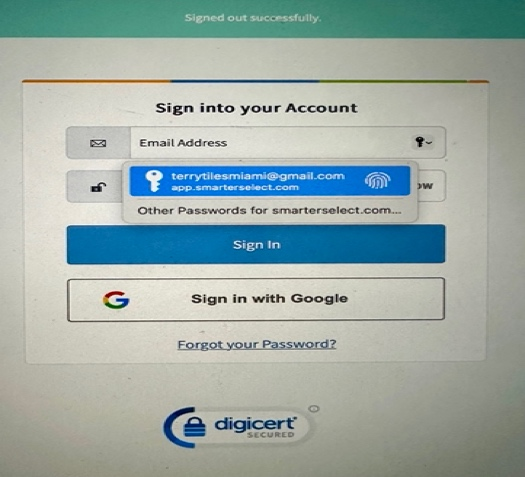 Signed out successfully.
Sign into your Account
Email Address
terrytilesmiami@gmail.com
app.smarterselect.com
ow
Other Passwords for smarterselect.com...
Sign In
Sign in with Google
Forgot your Password?
digicert
SECURED